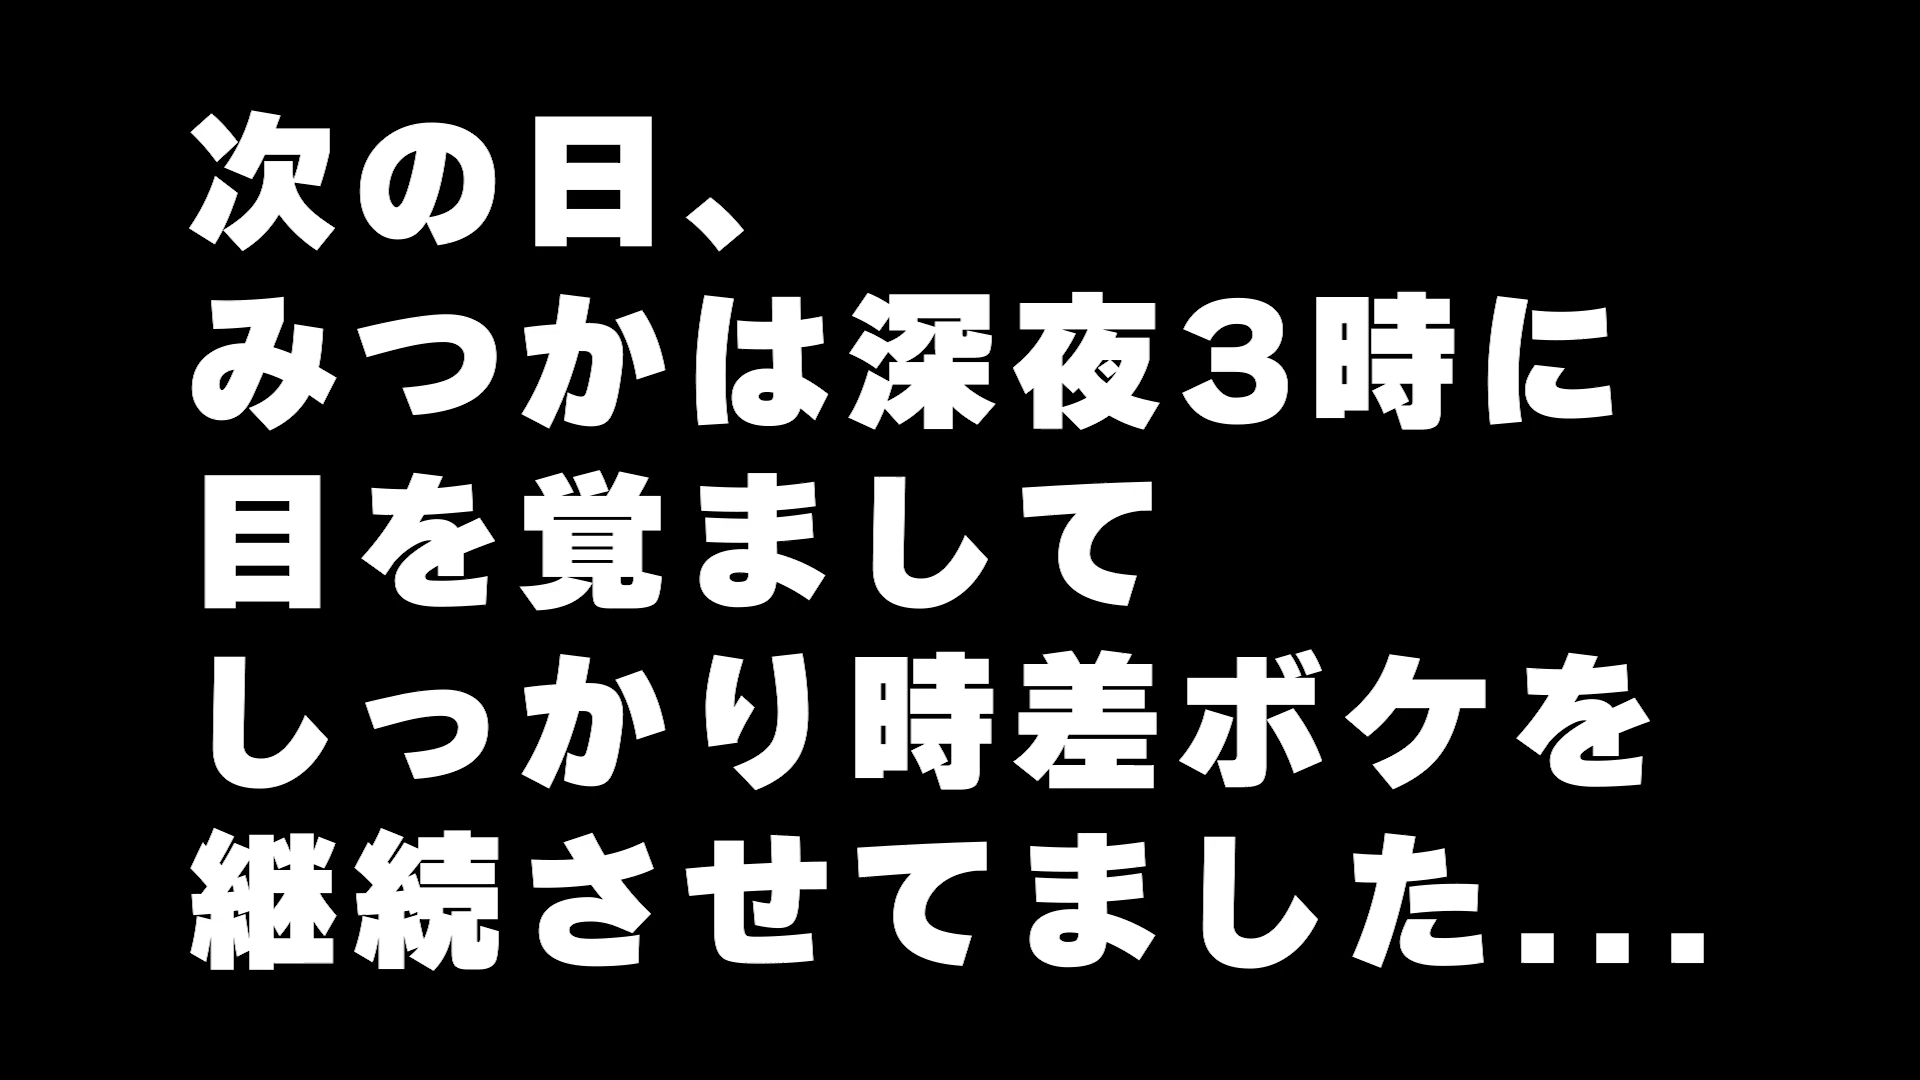 次の日、
みつかは深夜3時に
目を覚まして
しっかり時差ボケを
継続させてました...